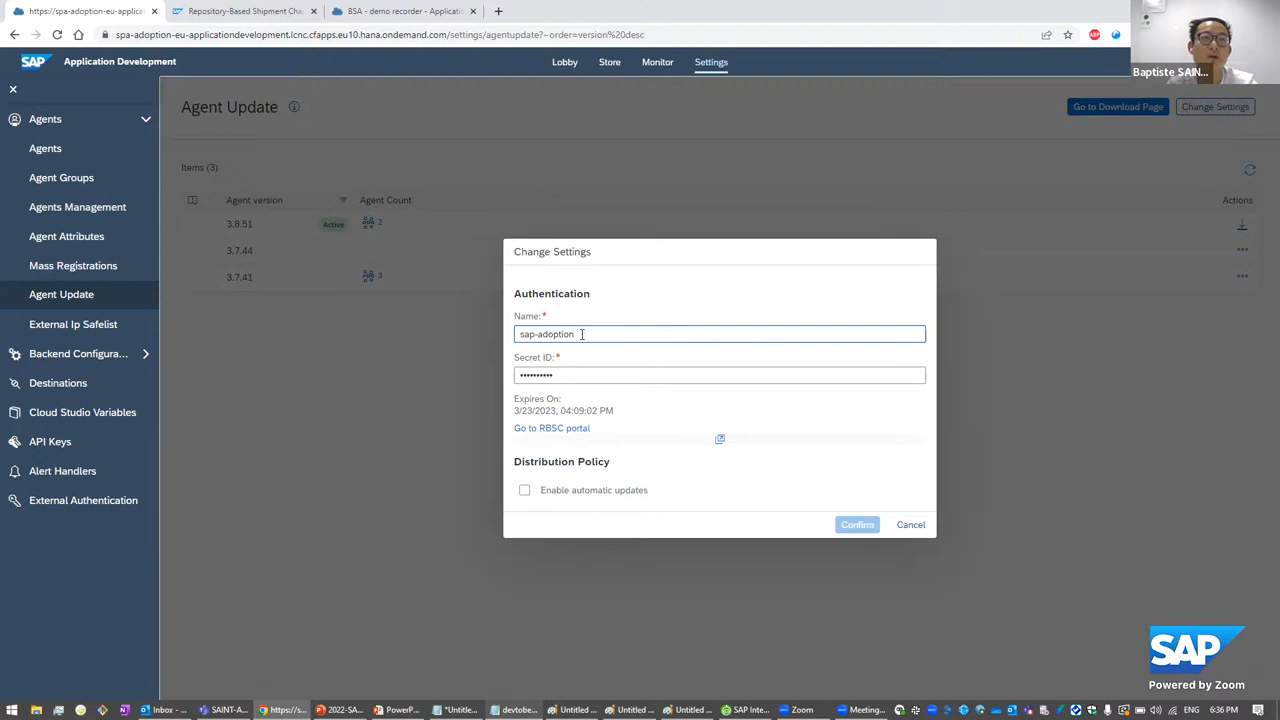 https://spa-adoption-eu-applicati
Repository-Based Shipment Cha
BSA - demo recorder - Applicatio
spa-adoption-eu-applicationdevelopment.lcnc.cfapps.eu10.hana.ondemand.com/settings/agentupdate?~order=version%20desc
ABP
SAP
Application Development
Lobby
Store
Monitor
Settings
Baptiste SAIN...
Agents
Agents
Agent Groups
Agents Management
Agent Attributes
Mass Registrations
Agent Update
External Ip Safelist
Backend Configura...
Destinations
Cloud Studio Variables
API Keys
Alert Handlers
External Authentication
Agent Update
Go to Download Page
Change Settings
Items (3)
Agent version
Agent Count
Actions
3.8.51
Active
2
3.7.44
3.7.41
3
Change Settings
Authentication
Name:*
sap-adoption
Secret ID:*
••••••••••
Expires On:
3/23/2023, 04:09:02 PM
Go to RBSC portal
Distribution Policy
Enable automatic updates
Confirm
Cancel
SAP
Powered by Zoom
Inbox - ...
SAINT-A...
https://s...
2022-SA...
PowerP...
*Untitle...
devtobe...
Untitled ...
Untitled ...
Untitled ...
SAP Inte...
Zoom
Meeting...
ENG
6:36 PM